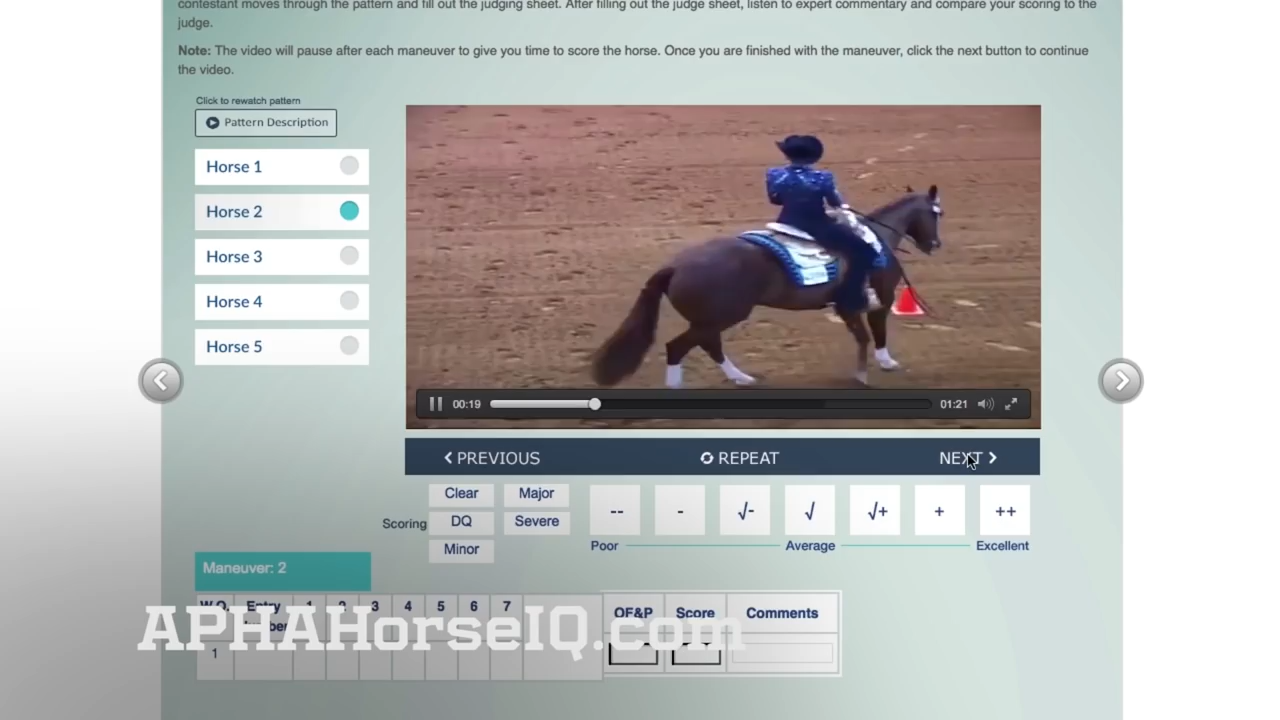 contestant moves through the pattern and fill out the judging sheet. After filling out the judge sheet, listen to expert commentary and compare your scoring to the
judge.
Note: The video will pause after each maneuver to give you time to score the horse. Once you are finished with the maneuver, click the next button to continue
the video.
Click to rewatch pattern
Pattern Description
Horse 1
Horse 2
Horse 3
Horse 4
Horse 5
00:19
01:21
PREVIOUS
REPEAT
NEXT
Scoring
Clear
Major
DQ
Severe
Minor
--
-
√-
√
√+
+
++
Poor
Average
Excellent
Maneuver: 2
W.O. Entry 1 2 3 4 5 6 7 OF&P Score Comments
APHAHorseIQ.com
1